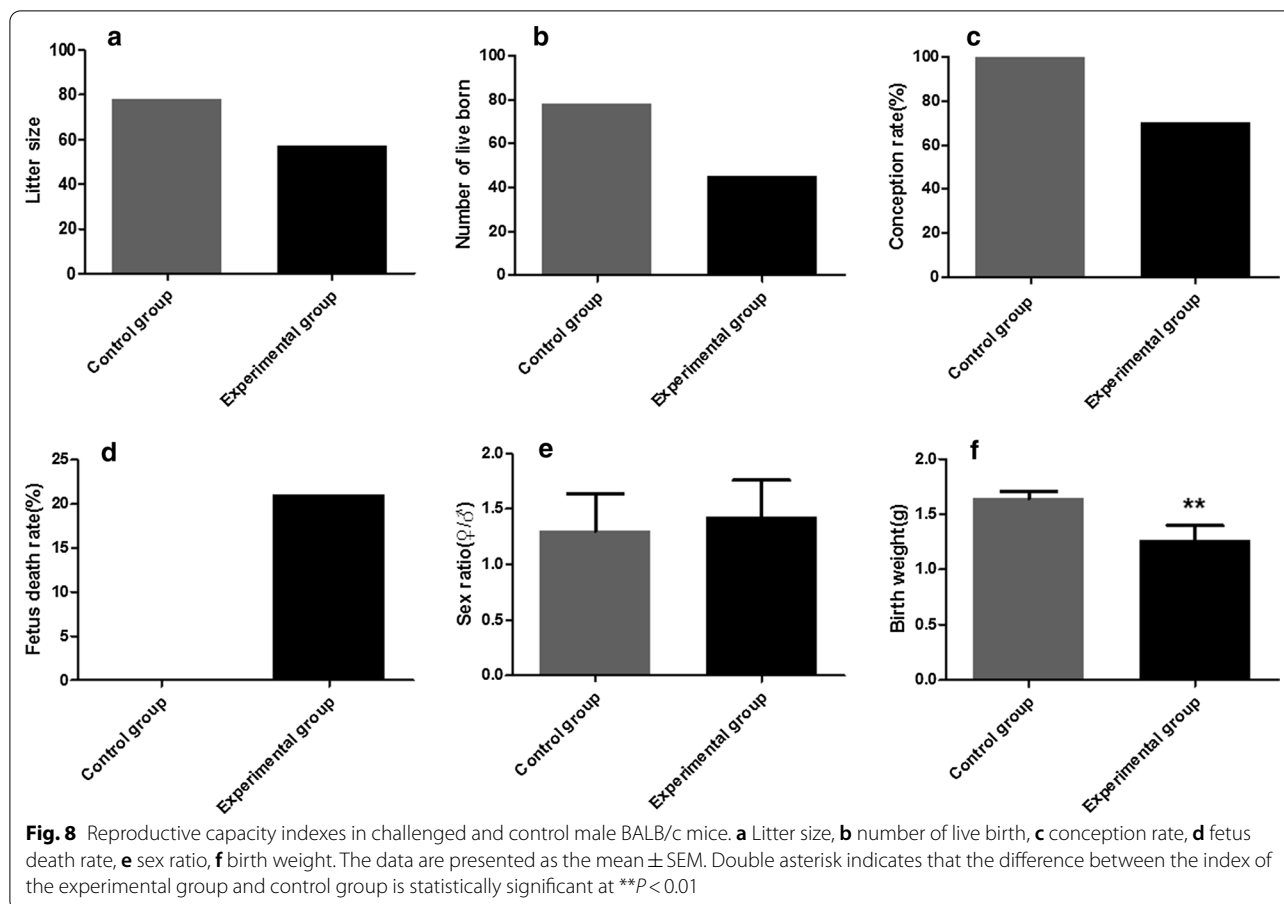 a
100
80
60
40
20
0
Litter size
Control group
Experimental group
b
100
80
60
40
20
0
Number of live born
Control group
Experimental group
c
100
80
60
40
20
0
Conception rate(%)
Control group
Experimental group
d
25
20
15
10
5
0
Fetus death rate(%)
Control group
Experimental group
e
2.0
1.5
1.0
0.5
0.0
Sex ratio(♀/♂)
Control group
Experimental group
f
2.0
1.5
1.0
0.5
0.0
Birth weight(g)
**
Control group
Experimental group
Fig. 8 Reproductive capacity indexes in challenged and control male BALB/c mice. a Litter size, b number of live birth, c conception rate, d fetus
death rate, e sex ratio, f birth weight. The data are presented as the mean ± SEM. Double asterisk indicates that the difference between the index of
the experimental group and control group is statistically significant at **P < 0.01